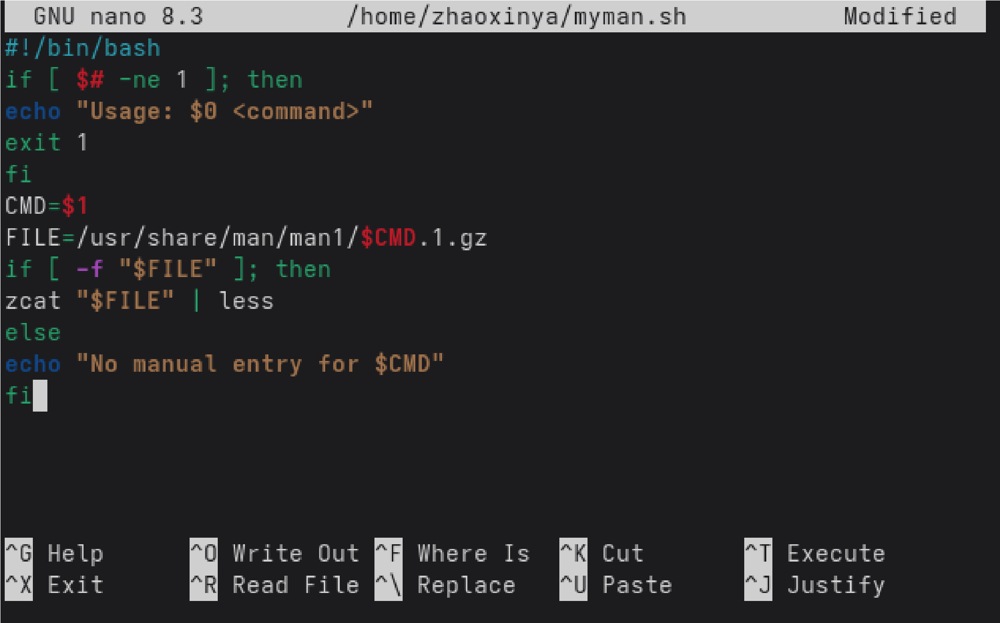 GNU nano 8.3 /home/zhaoxinya/myman.sh Modified
#!/bin/bash
if [ $# -ne 1 ]; then
echo "Usage: $0 <command>"
exit 1
fi
CMD=$1
FILE=/usr/share/man/man1/$CMD.1.gz
if [ -f "$FILE" ]; then
zcat "$FILE" | less
else
echo "No manual entry for $CMD"
fi
^G Help ^O Write Out ^F Where Is ^K Cut ^T Execute
^X Exit ^R Read File ^\ Replace ^U Paste ^J Justify